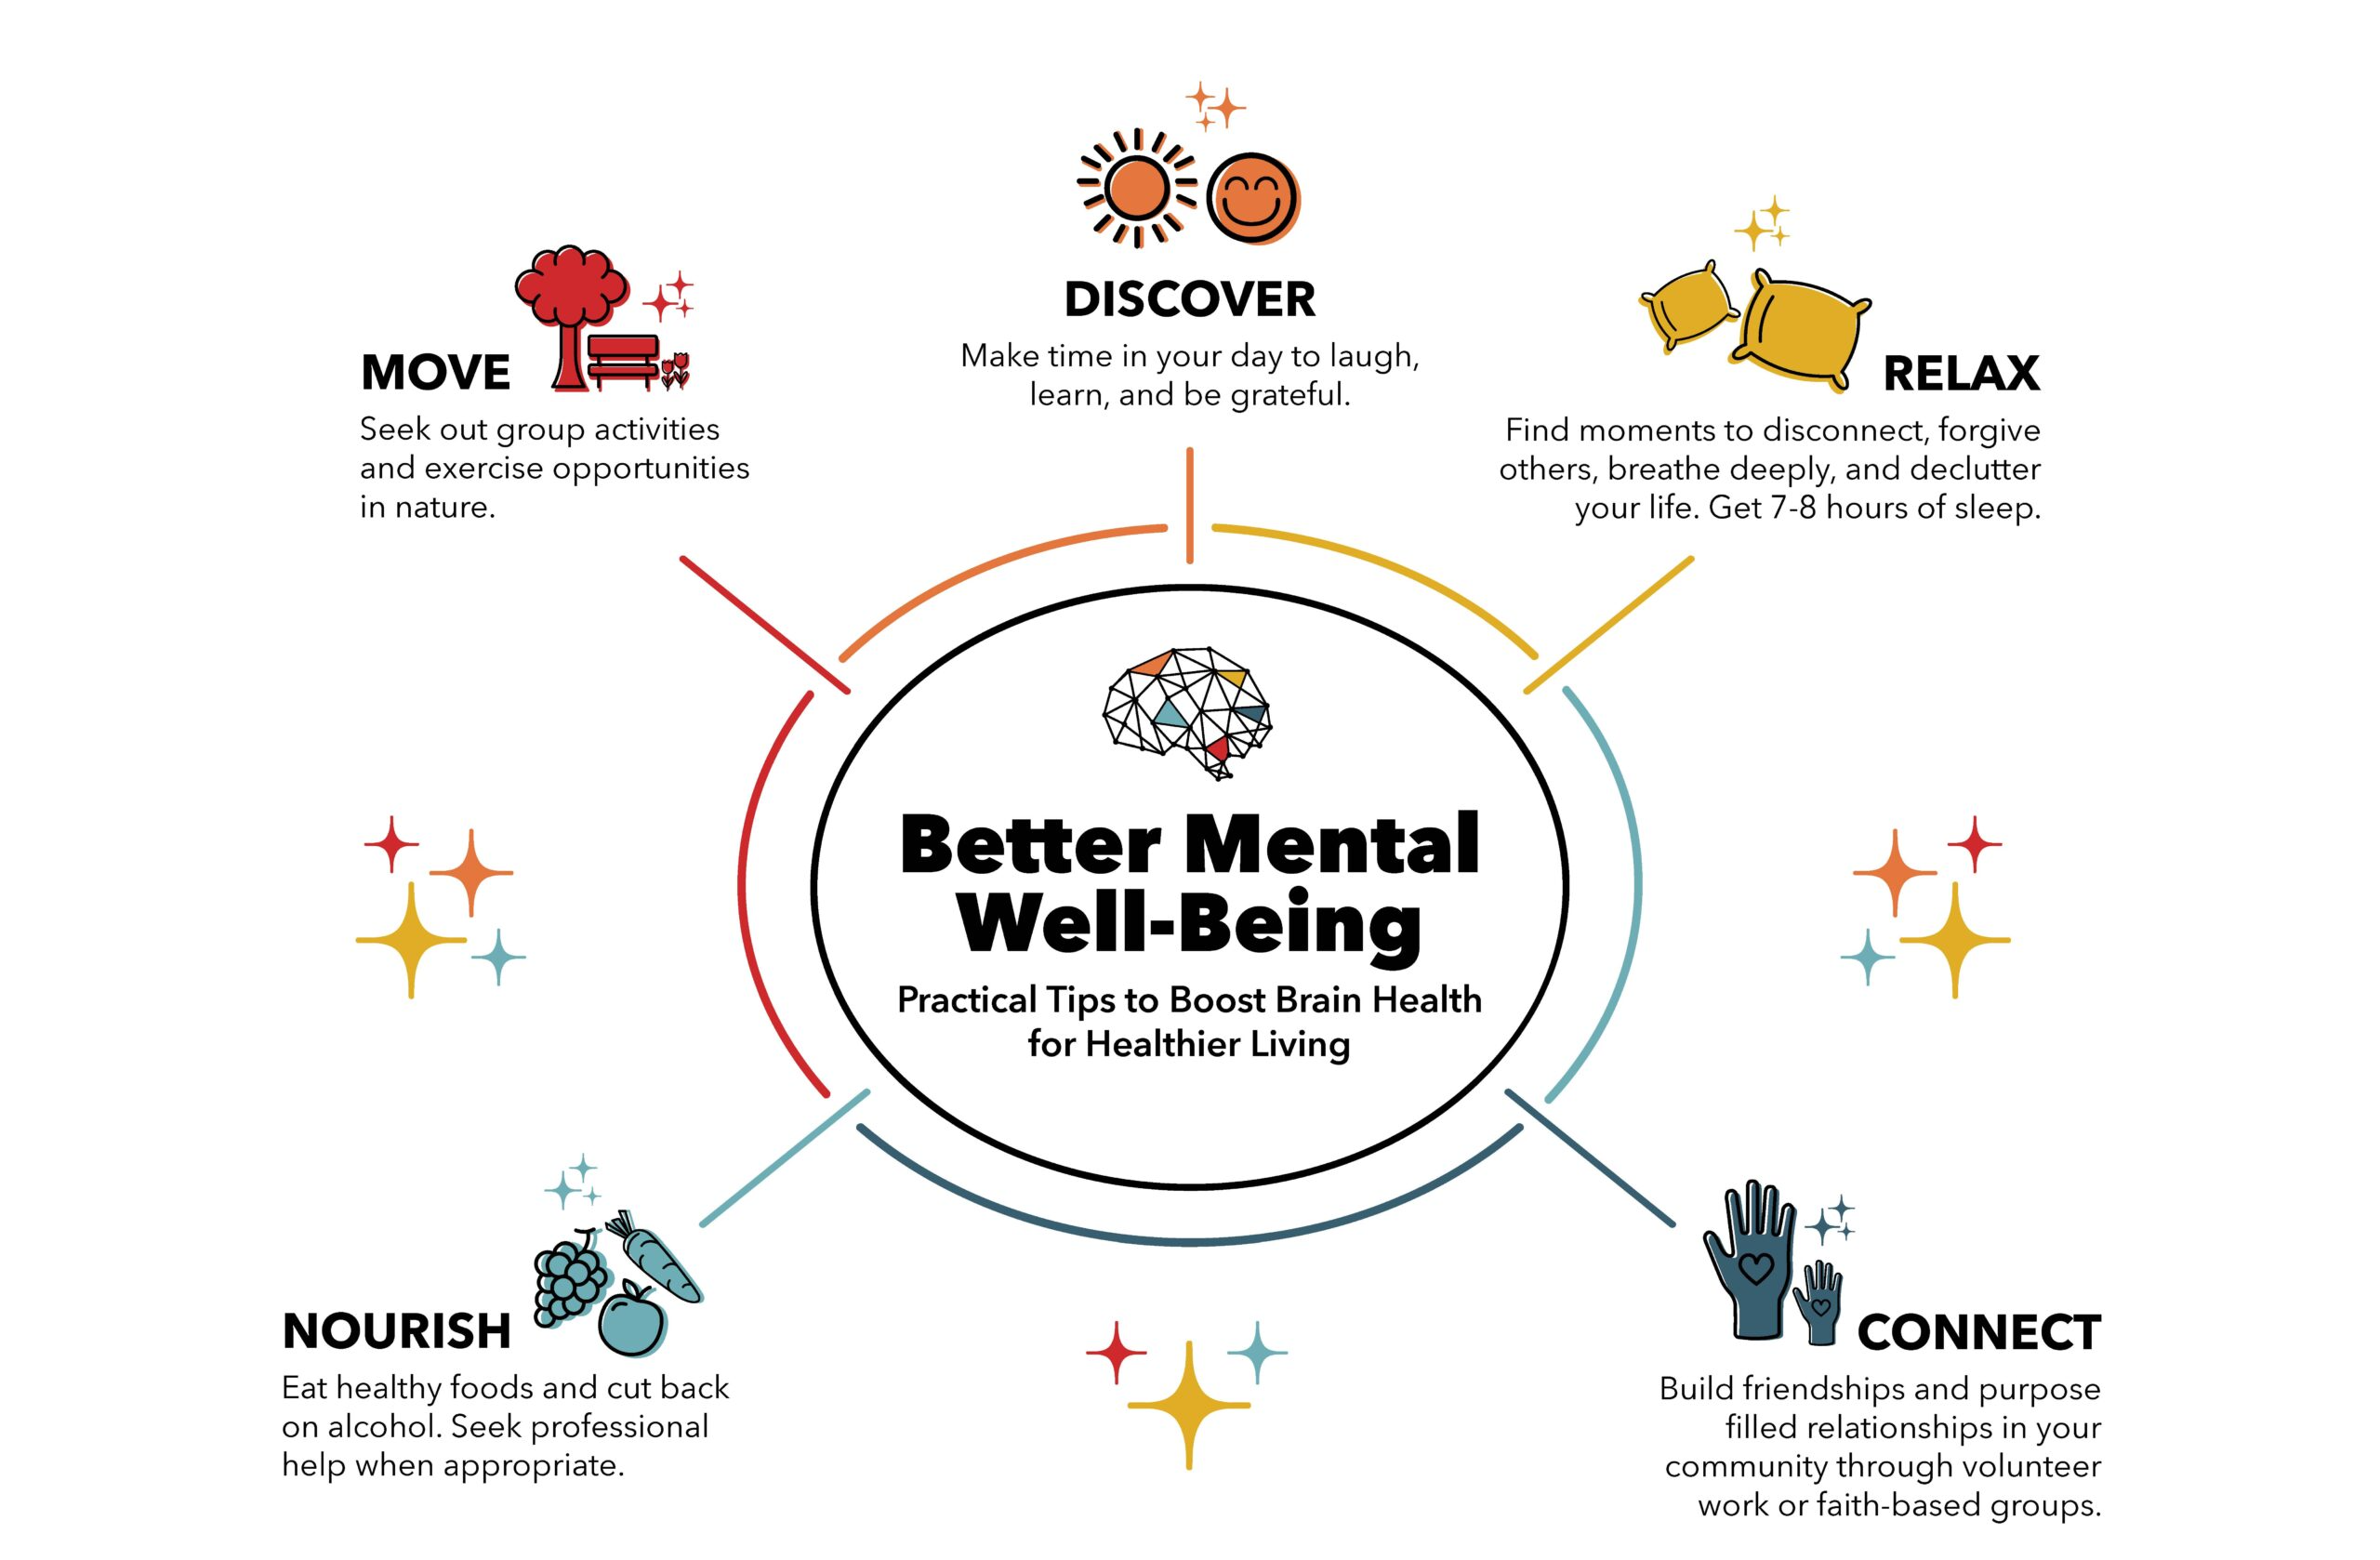 DISCOVER
Make time in your day to laugh,
learn, and be grateful.
MOVE
Seek out group activities
and exercise opportunities
in nature.
RELAX
Find moments to disconnect, forgive
others, breathe deeply, and declutter
your life. Get 7-8 hours of sleep.
Better Mental
Well-Being
Practical Tips to Boost Brain Health
for Healthier Living
NOURISH
Eat healthy foods and cut back
on alcohol. Seek professional
help when appropriate.
CONNECT
Build friendships and purpose
filled relationships in your
community through volunteer
work or faith-based groups.